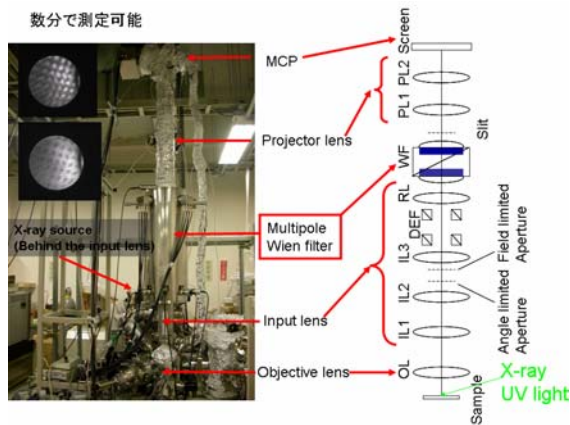 数分で測定可能
MCP
Projector lens
Multipole
Wien filter
X-ray source
(Behind the input lens)
Input lens
Objective lens
Screen
PL2
PL1
Slit
WF
RL
DEF
IL3
Field limited
Aperture
IL2
Angle limited
Aperture
IL1
OL
X-ray
UV light
Sample